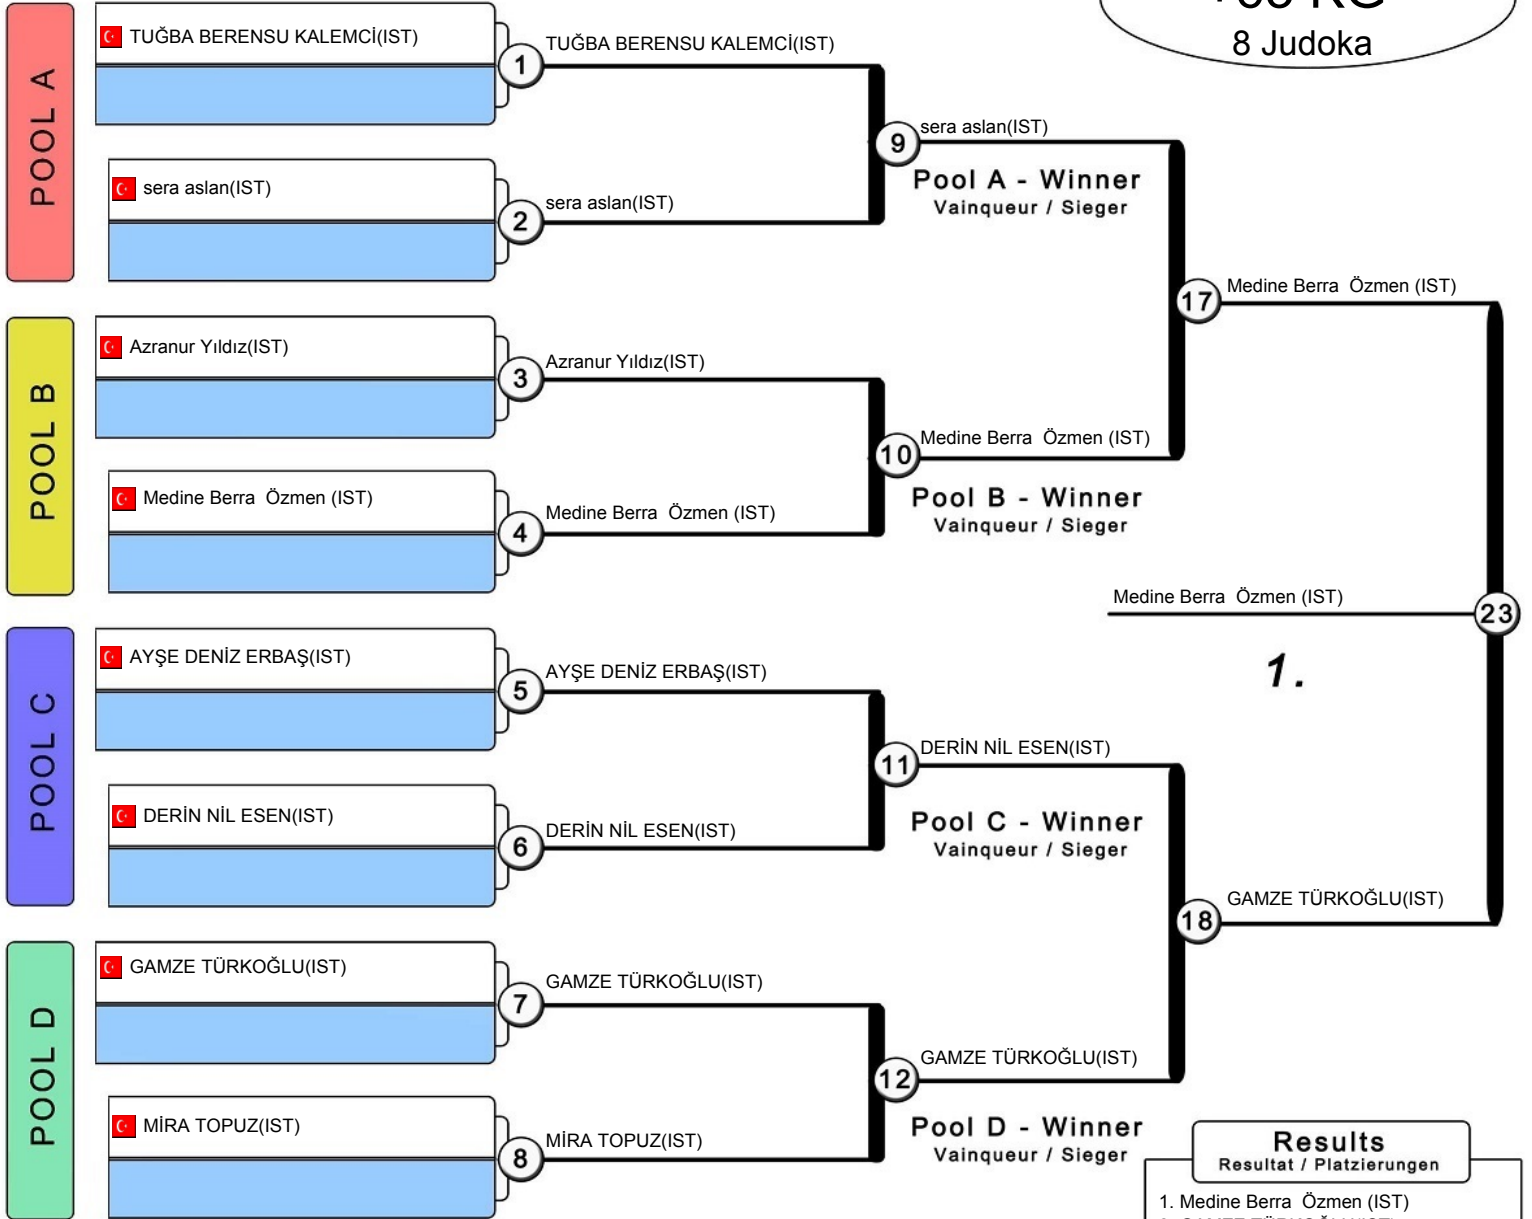 KG
8 Judoka
POOL A
TUĞBA BERENSU KALEMCİ(IST)
1
TUĞBA BERENSU KALEMCİ(IST)
sera aslan(IST)
2
sera aslan(IST)
9
sera aslan(IST)
Pool A - Winner
Vainqueur / Sieger
POOL B
Azranur Yıldız(IST)
3
Azranur Yıldız(IST)
Medine Berra  Özmen (IST)
4
Medine Berra  Özmen (IST)
10
Medine Berra  Özmen (IST)
Pool B - Winner
Vainqueur / Sieger
17
Medine Berra  Özmen (IST)
POOL C
AYŞE DENİZ ERBAŞ(IST)
5
AYŞE DENİZ ERBAŞ(IST)
DERİN NİL ESEN(IST)
6
DERİN NİL ESEN(IST)
11
DERİN NİL ESEN(IST)
Pool C - Winner
Vainqueur / Sieger
POOL D
GAMZE TÜRKOĞLU(IST)
7
GAMZE TÜRKOĞLU(IST)
MİRA TOPUZ(IST)
8
MİRA TOPUZ(IST)
12
GAMZE TÜRKOĞLU(IST)
Pool D - Winner
Vainqueur / Sieger
18
GAMZE TÜRKOĞLU(IST)
Medine Berra  Özmen (IST)
23
1.
Results
Resultat / Platzierungen
1. Medine Berra  Özmen (IST)